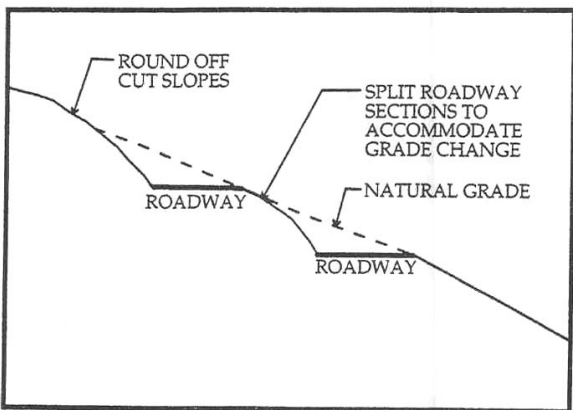 ROUND OFF
CUT SLOPES
SPLIT ROADWAY
SECTIONS TO
ACCOMMODATE
GRADE CHANGE
NATURAL GRADE
ROADWAY
ROADWAY